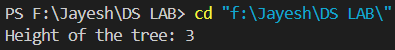 PS F:\Jayesh\DS LAB> cd "f:\Jayesh\DS LAB\"
Height of the tree: 3